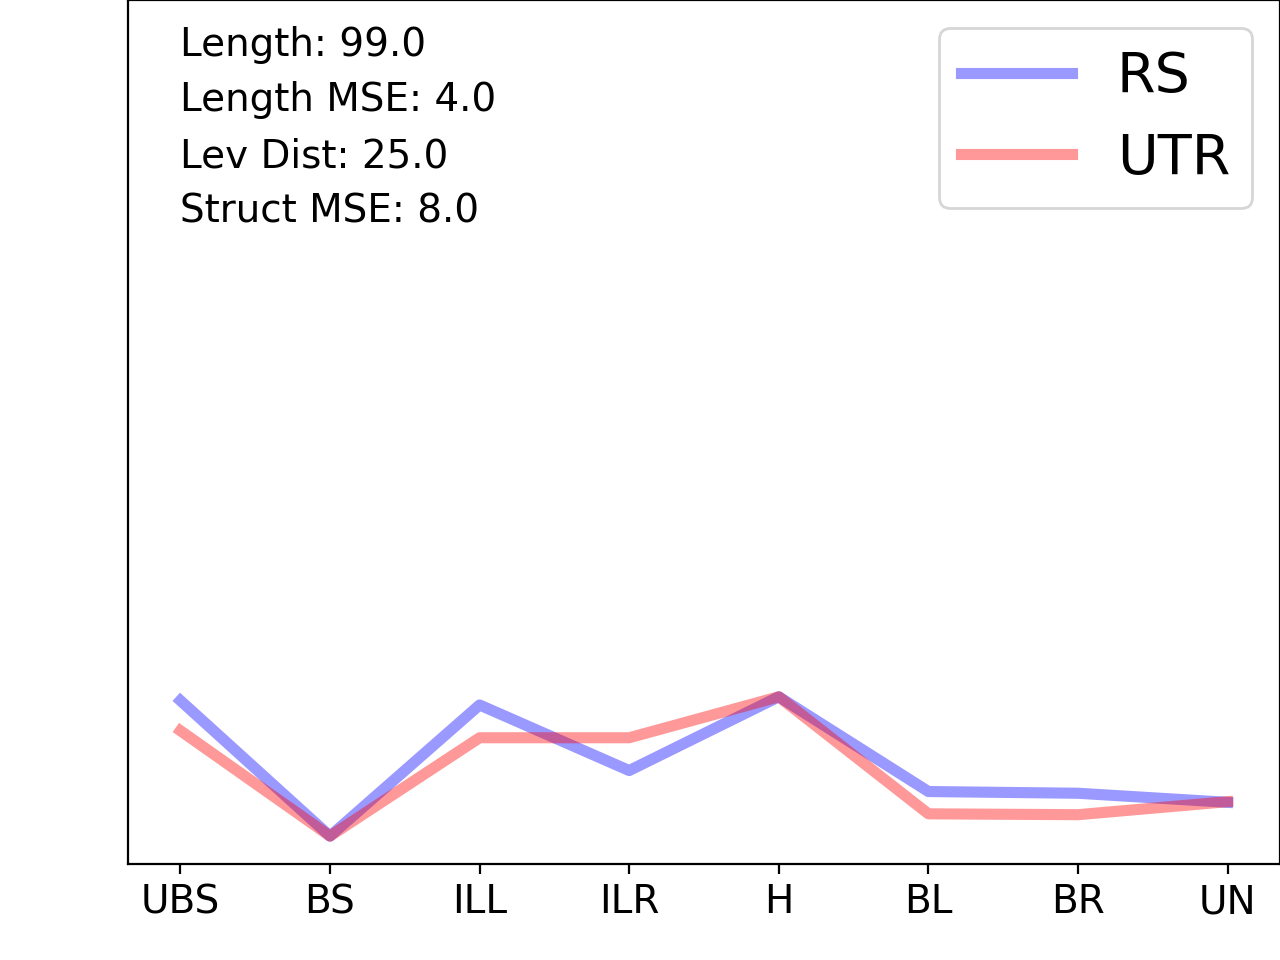 Length: 99.0
Length MSE: 4.0
Lev Dist: 25.0
Struct MSE: 8.0
RS
UTR
UBS BS ILL ILR H BL BR UN